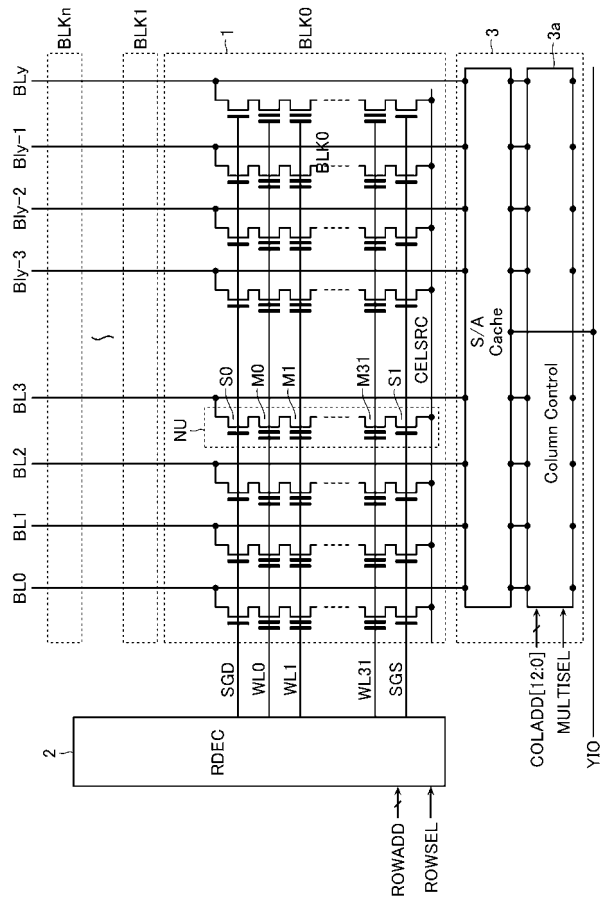 BLKn
BLK1
1
BLK0
3
3a
BL0
BL1
BL2
BL3
Bly-3
Bly-2
Bly-1
BLy
NU
S0
M0
M1
M31
S1
BLK0
CELSRC
2
RDEC
SGD
WL0
WL1
WL31
SGS
ROWADD
ROWSEL
S/A
Cache
Column Control
COLADD[12:0]
MULTISEL
YIO